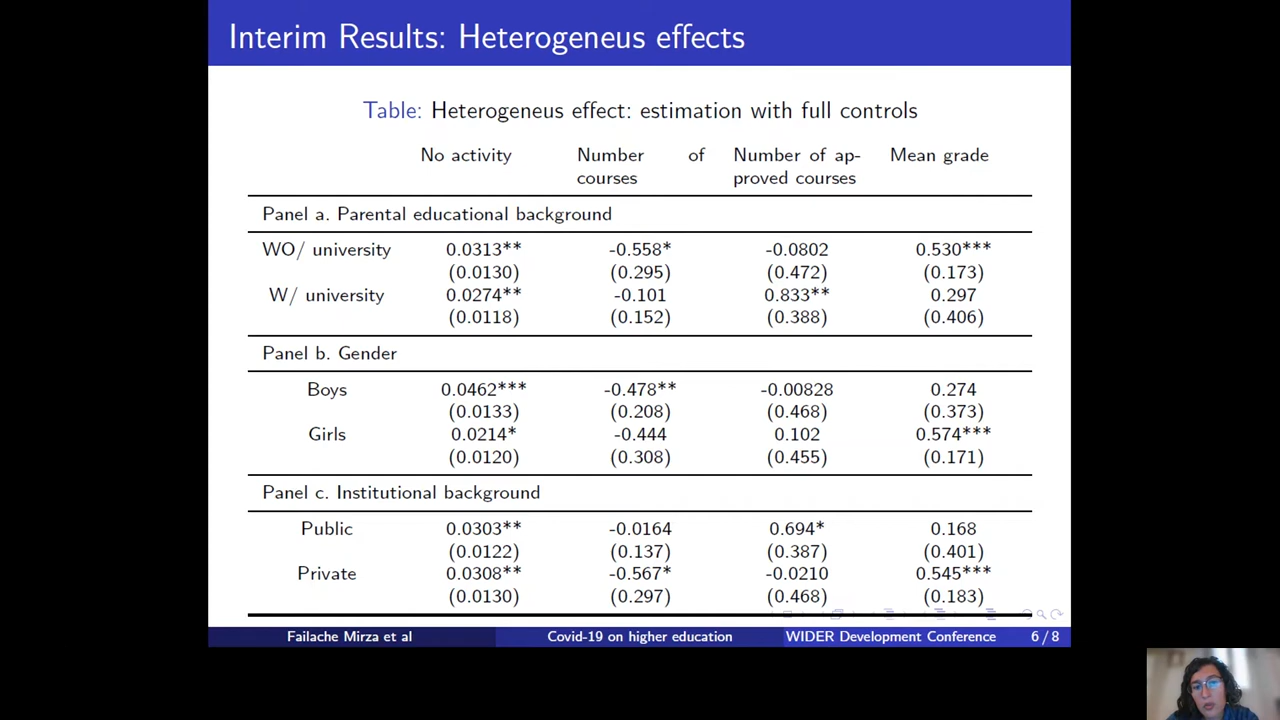 Interim Results: Heterogeneus effects
Table: Heterogeneus effect: estimation with full controls
No activity Number of Number of ap- Mean grade
courses proved courses
Panel a. Parental educational background
WO/ university 0.0313** -0.558* -0.0802 0.530***
(0.0130) (0.295) (0.472) (0.173)
W/ university 0.0274** -0.101 0.833** 0.297
(0.0118) (0.152) (0.388) (0.406)
Panel b. Gender
Boys 0.0462*** -0.478** -0.00828 0.274
(0.0133) (0.208) (0.468) (0.373)
Girls 0.0214* -0.444 0.102 0.574***
(0.0120) (0.308) (0.455) (0.171)
Panel c. Institutional background
Public 0.0303** -0.0164 0.694* 0.168
(0.0122) (0.137) (0.387) (0.401)
Private 0.0308** -0.567* -0.0210 0.545***
(0.0130) (0.297) (0.468) (0.183)
Failache Mirza et al Covid-19 on higher education WIDER Development Conference 6 / 8